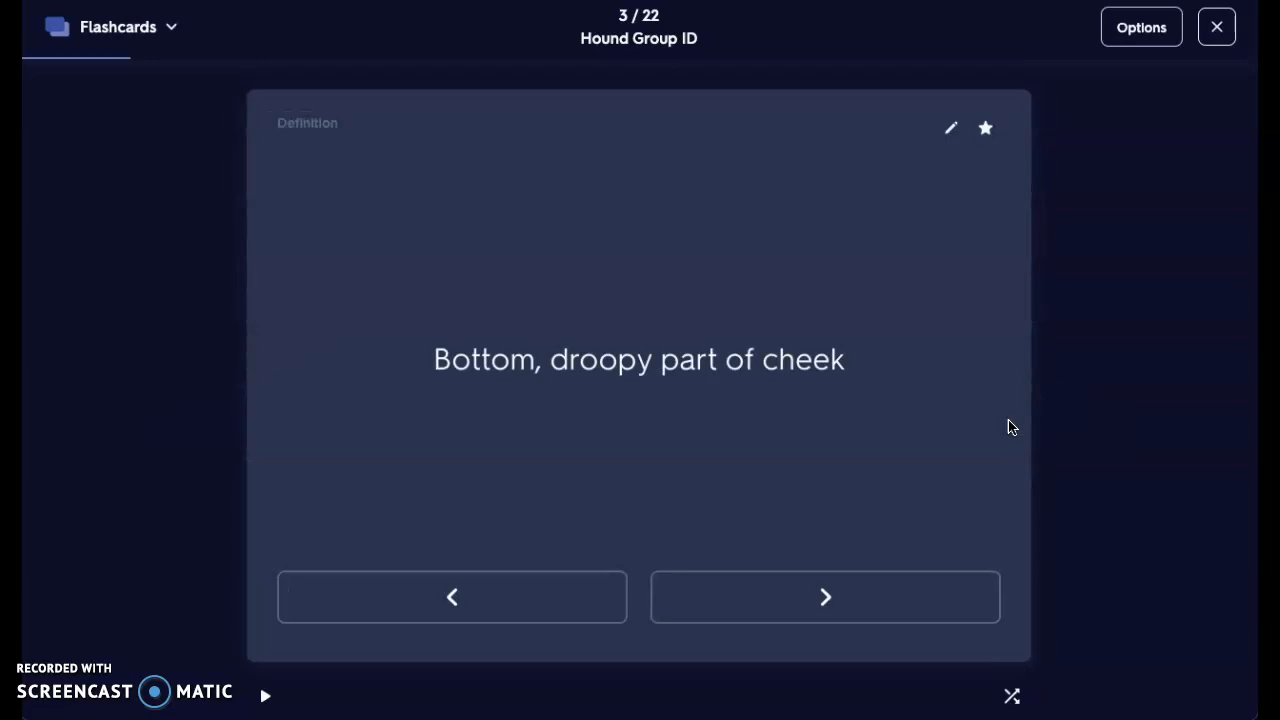 Flashcards
3 / 22
Hound Group ID
Options
Definition
Bottom, droopy part of cheek
RECORDED WITH
SCREENCAST MATIC